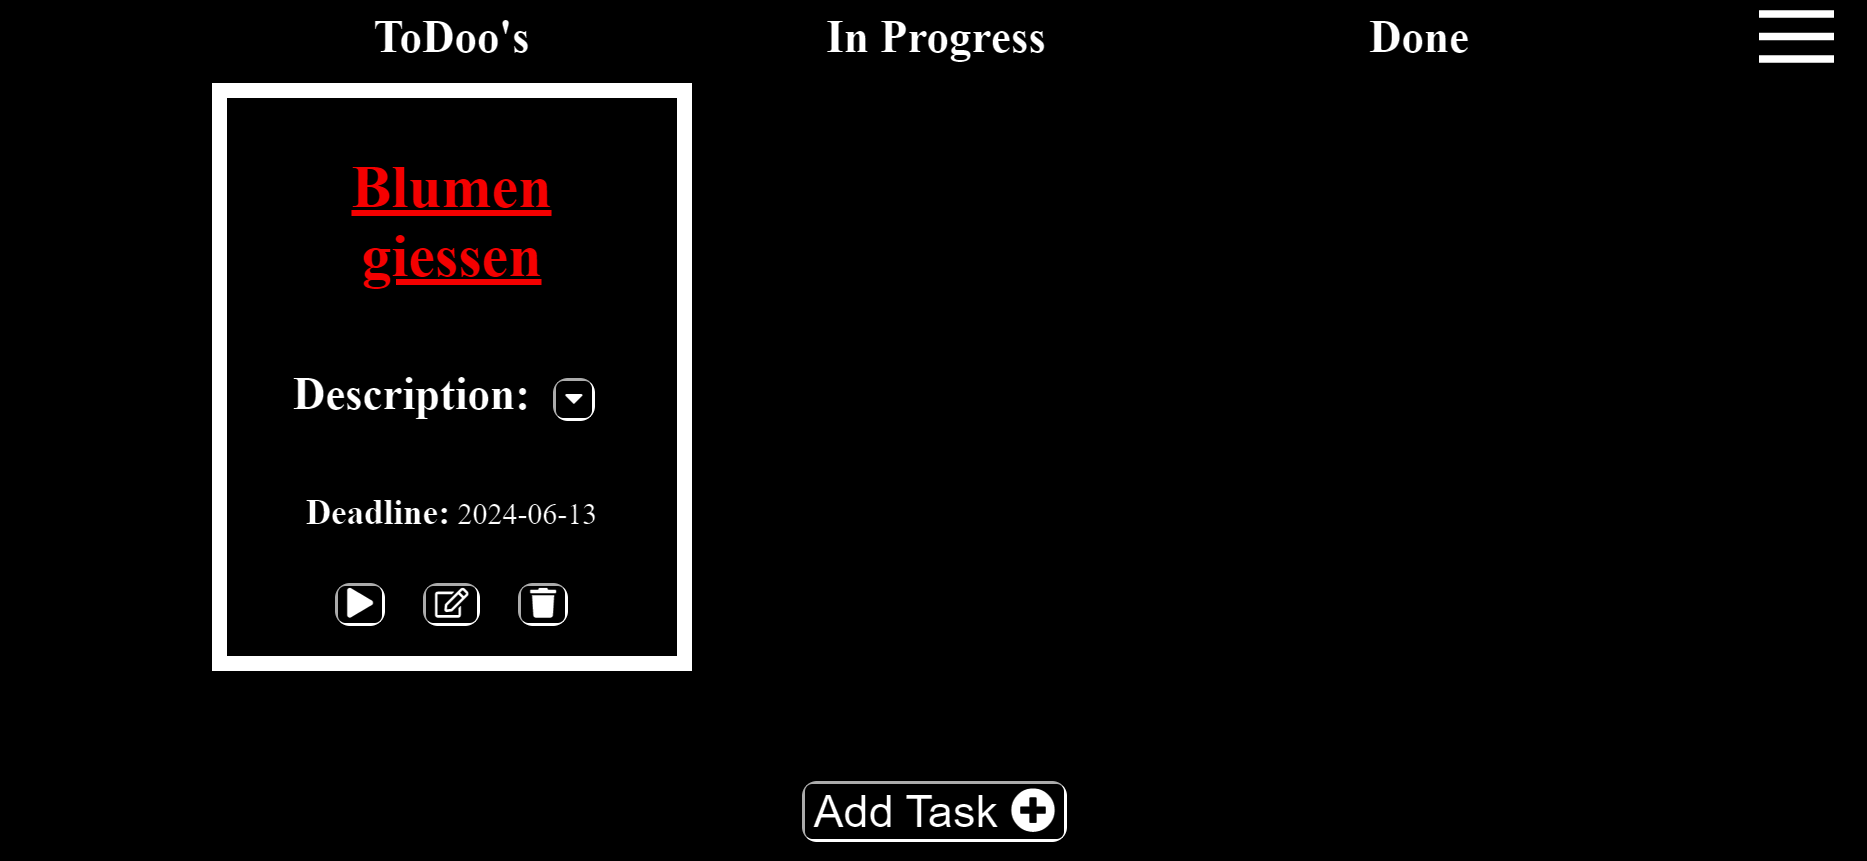 ToDoo's In Progress Done
Blumen
giessen
Description:
Deadline: 2024-06-13
Add Task